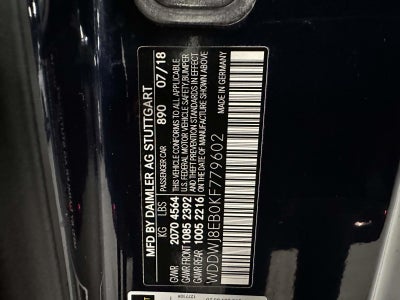 MFD BY DAIMLER AG STUTTGART
PASSENGER CAR 890 07/18
KG LBS
GVWR 2070 4564
GAWR FRONT 1085 2392
GAWR REAR 1005 2216
THIS VEHICLE CONFORMS TO ALL APPLICABLE
U.S. FEDERAL MOTOR VEHICLE SAFETY, BUMPER
AND THEFT PREVENTION STANDARDS IN EFFECT
ON THE DATE OF MANUFACTURE SHOWN ABOVE
WDDWJ8EB0KF779602
MADE IN GERMANY